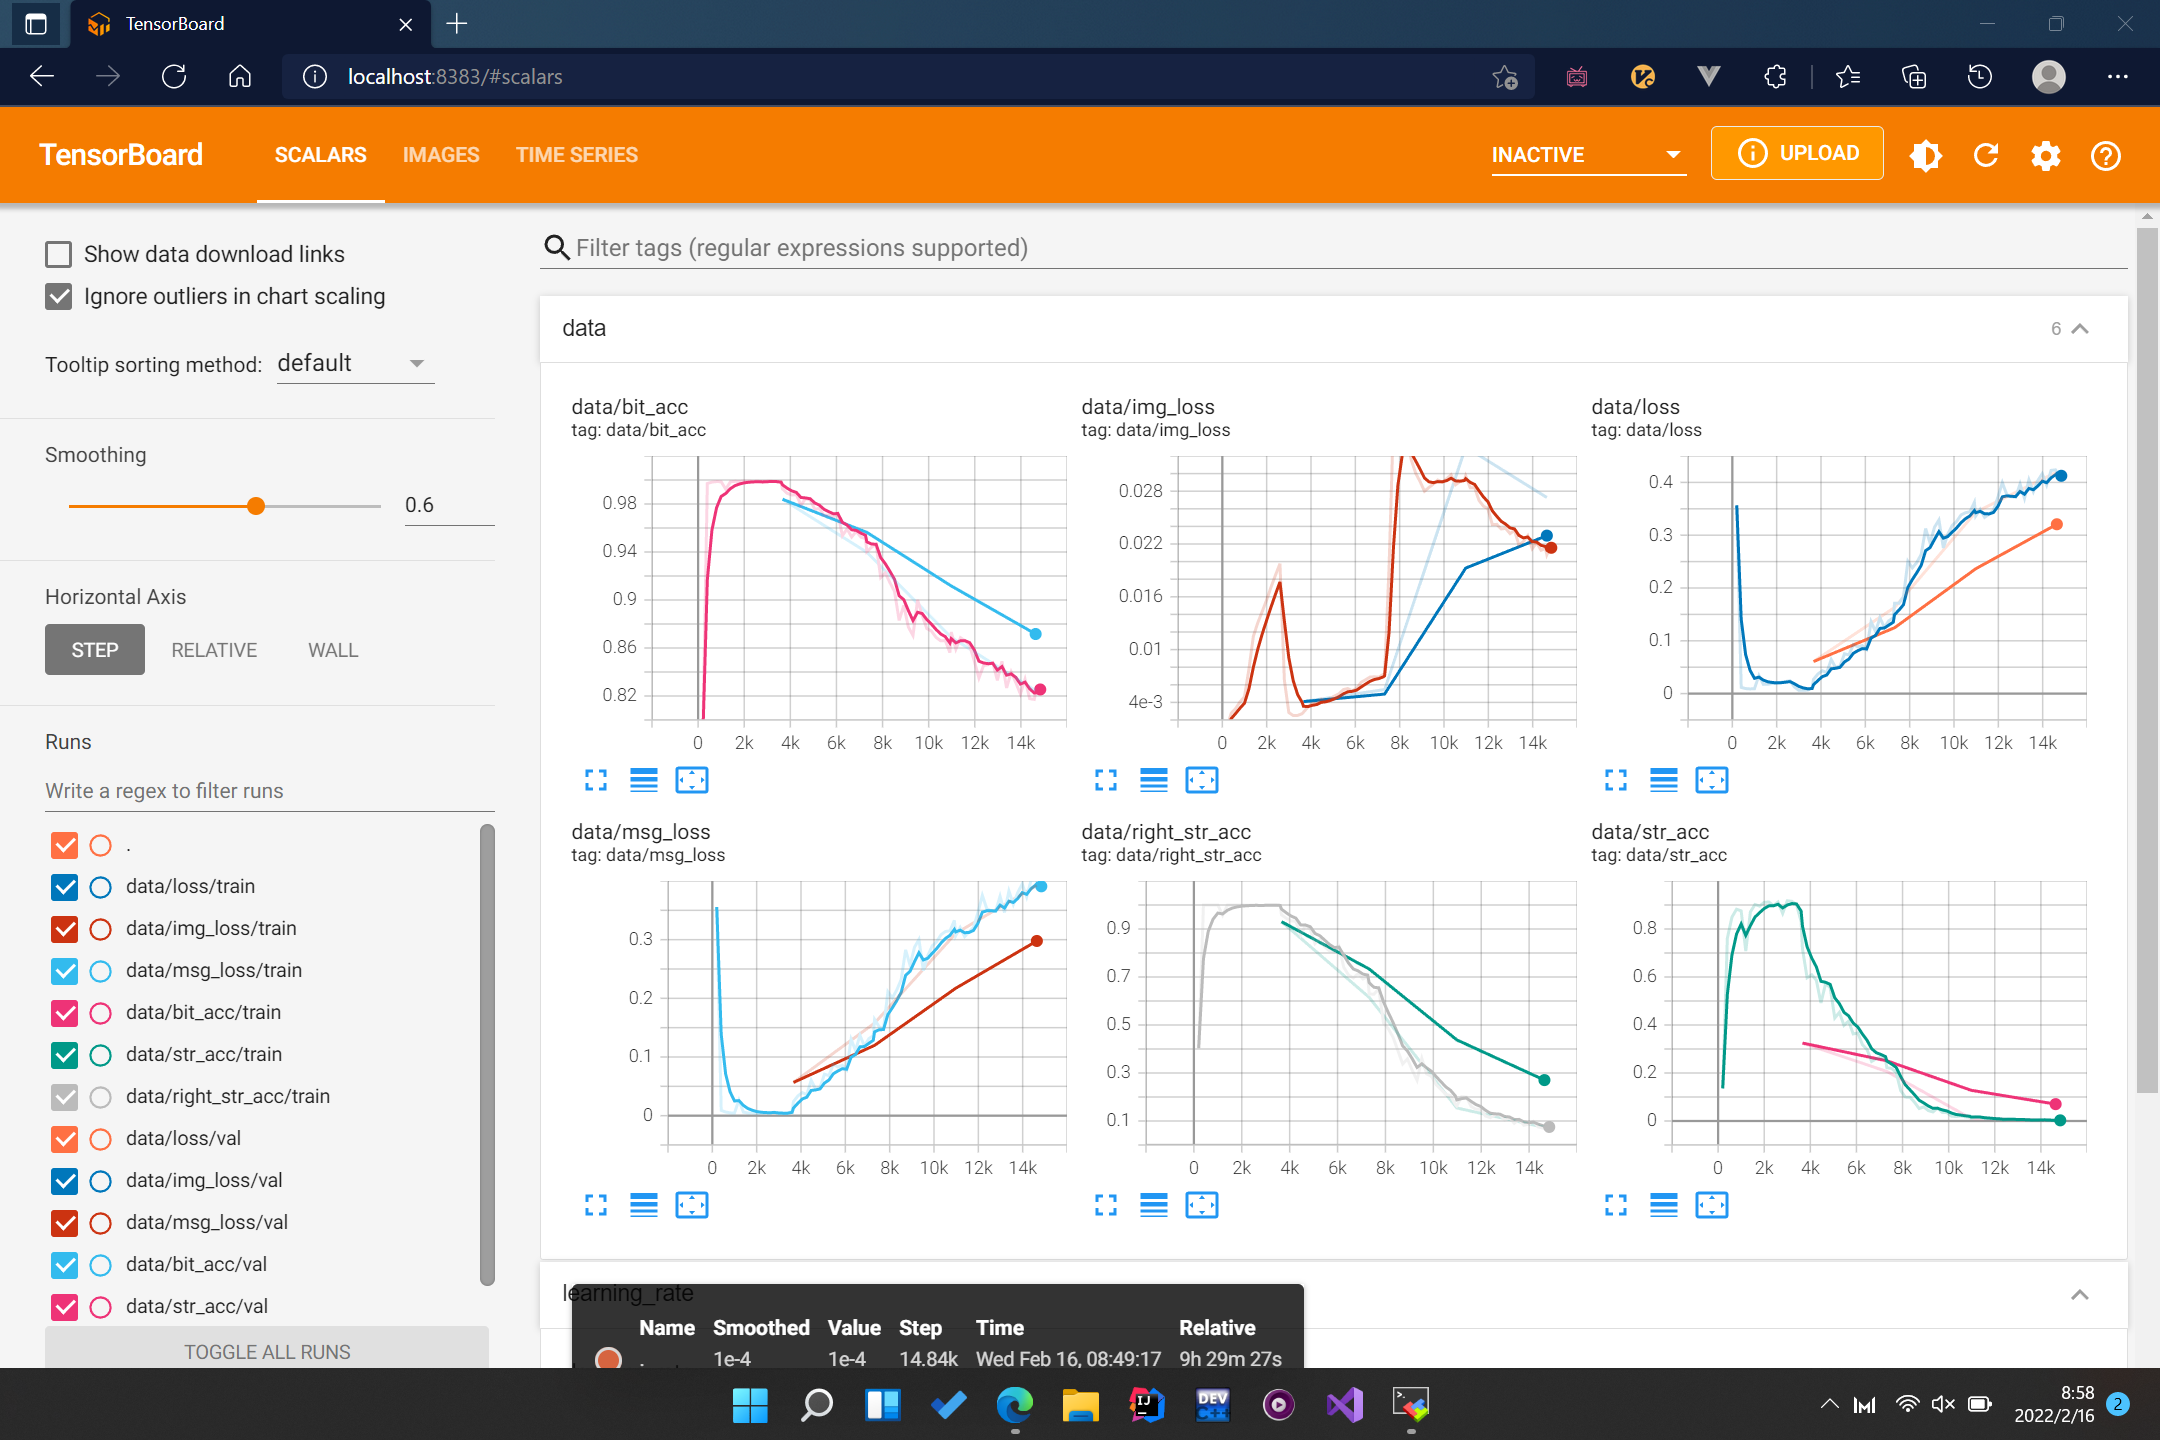 TensorBoard
localhost:8383/#scalars
TensorBoard SCALARS IMAGES TIME SERIES INACTIVE UPLOAD
Show data download links
Ignore outliers in chart scaling
Tooltip sorting method: default
Smoothing
0.6
Horizontal Axis
STEP RELATIVE WALL
Runs
Write a regex to filter runs
.
data/loss/train
data/img_loss/train
data/msg_loss/train
data/bit_acc/train
data/str_acc/train
data/right_str_acc/train
data/loss/val
data/img_loss/val
data/msg_loss/val
data/bit_acc/val
data/str_acc/val
TOGGLE ALL RUNS
Filter tags (regular expressions supported)
data 6
data/bit_acc
tag: data/bit_acc
0.98
0.94
0.9
0.86
0.82
0 2k 4k 6k 8k 10k 12k 14k
data/img_loss
tag: data/img_loss
0.028
0.022
0.016
0.01
4e-3
0 2k 4k 6k 8k 10k 12k 14k
data/loss
tag: data/loss
0.4
0.3
0.2
0.1
0
0 2k 4k 6k 8k 10k 12k 14k
data/msg_loss
tag: data/msg_loss
0.3
0.2
0.1
0
0 2k 4k 6k 8k 10k 12k 14k
data/right_str_acc
tag: data/right_str_acc
0.9
0.7
0.5
0.3
0.1
0 2k 4k 6k 8k 10k 12k 14k
data/str_acc
tag: data/str_acc
0.8
0.6
0.4
0.2
0
0 2k 4k 6k 8k 10k 12k 14k
learning_rate
Name Smoothed Value Step Time Relative
. 1e-4 1e-4 14.84k Wed Feb 16, 08:49:17 9h 29m 27s
IJ
DEV
C++
8:58
2022/2/16
2